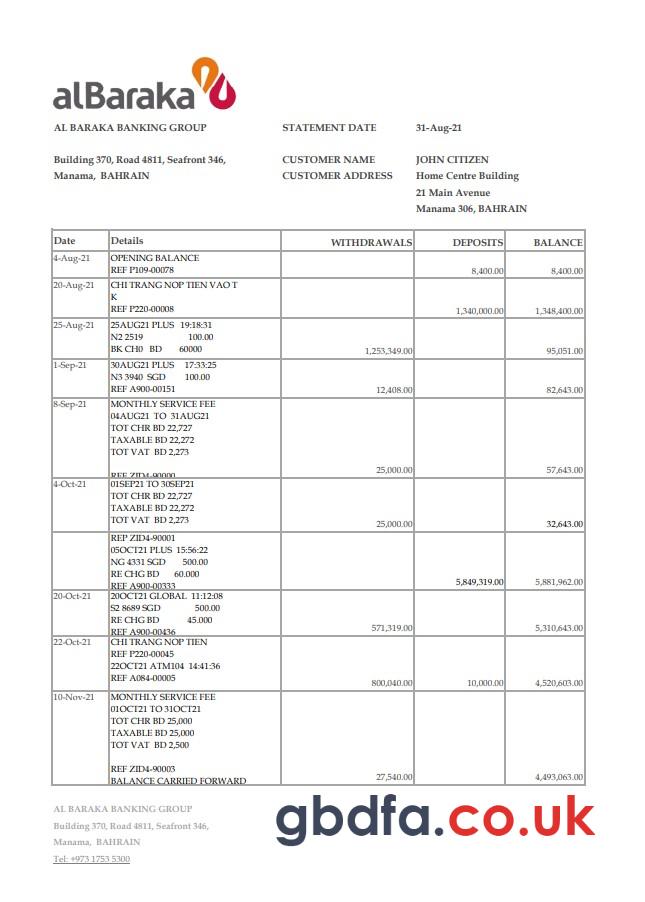 alBaraka
AL BARAKA BANKING GROUP STATEMENT DATE 31-Aug-21
Building 370, Road 4811, Seafront 346, CUSTOMER NAME JOHN CITIZEN
Manama, BAHRAIN CUSTOMER ADDRESS Home Centre Building
21 Main Avenue
Manama 306, BAHRAIN
Date Details WITHDRAWALS DEPOSITS BALANCE
4-Aug-21 OPENING BALANCE
REF P109-00078 8,400.00 8,400.00
20-Aug-21 CHI TRANG NOP TIEN VAO T
K
REF P220-00008 1,340,000.00 1,348,400.00
25-Aug-21 25AUG21 PLUS 19:18:31
N2 2519 100.00
BK CH0 BD 60000 1,253,349.00 95,051.00
1-Sep-21 30AUG21 PLUS 17:33:25
N3 3940 SGD 100.00
REF A900-00151 12,408.00 82,643.00
8-Sep-21 MONTHLY SERVICE FEE
04AUG21 TO 31AUG21
TOT CHR BD 22,727
TAXABLE BD 22,272
TOT VAT BD 2,273
REF ZID4-90000 25,000.00 57,643.00
4-Oct-21 01SEP21 TO 30SEP21
TOT CHR BD 22,727
TAXABLE BD 22,272
TOT VAT BD 2,273 25,000.00 32,643.00
REP ZID4-90001
05OCT21 PLUS 15:56:22
NG 4331 SGD 500.00
RE CHG BD 60.000
REF A900-00333 5,849,319.00 5,881,962.00
20-Oct-21 20OCT21 GLOBAL 11:12:08
S2 8689 SGD 500.00
RE CHG BD 45.000
REF A900-00436 571,319.00 5,310,643.00
22-Oct-21 CHI TRANG NOP TIEN
REF P220-00045
22OCT21 ATM104 14:41:36
REF A084-00005 800,040.00 10,000.00 4,520,603.00
10-Nov-21 MONTHLY SERVICE FEE
01OCT21 TO 31OCT21
TOT CHR BD 25,000
TAXABLE BD 25,000
TOT VAT BD 2,500
REF ZID4-90003
BALANCE CARRIED FORWARD 27,540.00 4,493,063.00
AL BARAKA BANKING GROUP
Building 370, Road 4811, Seafront 346,
Manama, BAHRAIN
Tel: +973 1753 5300
gbdfa.co.uk